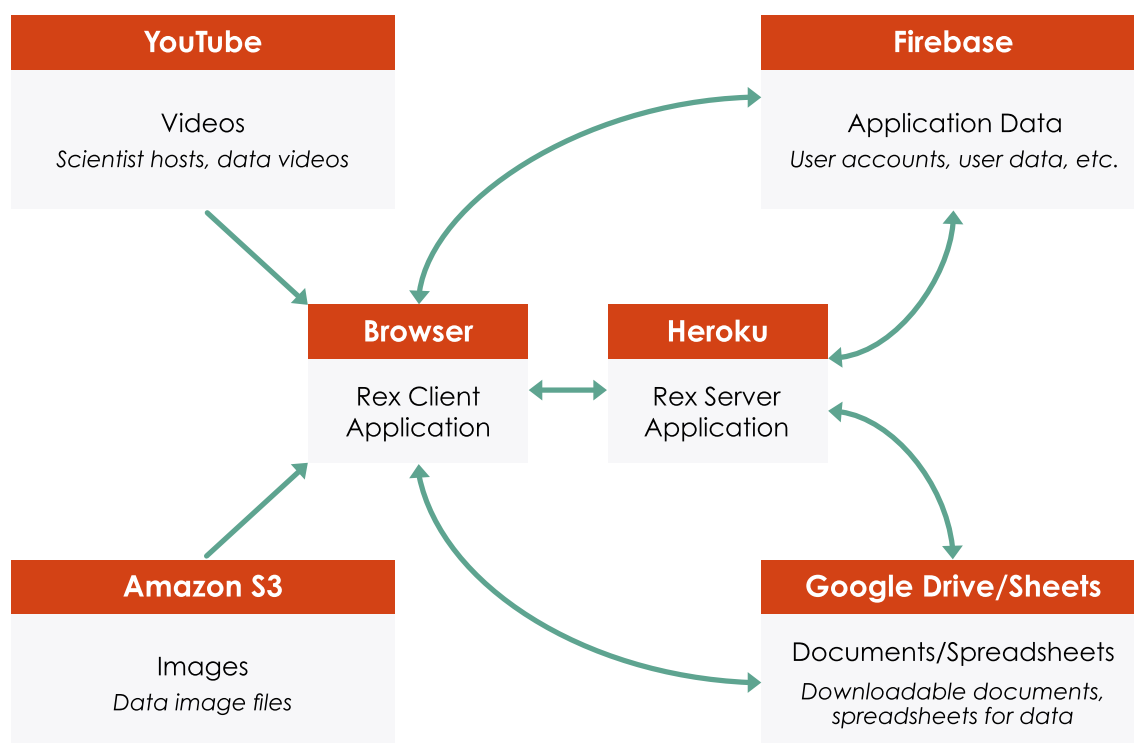 YouTube
Videos
Scientist hosts, data videos
Firebase
Application Data
User accounts, user data, etc.
Browser
Rex Client
Application
Heroku
Rex Server
Application
Amazon S3
Images
Data image files
Google Drive/Sheets
Documents/Spreadsheets
Downloadable documents,
spreadsheets for data